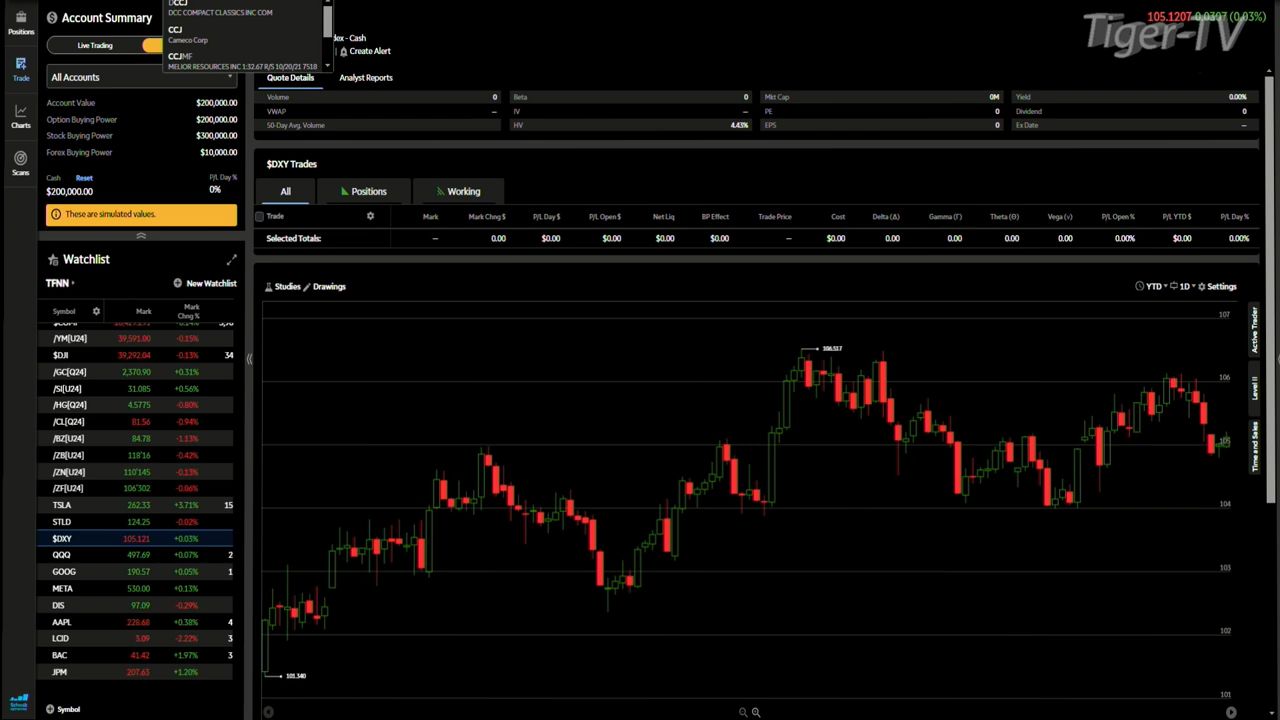 DCCJ
DCC COMPACT CLASSICS INC COM
CCJ
Cameco Corp
CCJMF
MELIOR RESOURCES INC 1:32.67 R/S 10/20/21 7518
Tiger-TV
105.1207 0.0307 (0.03%)
Positions
Trade
Charts
Scans
Account Summary
Live Trading
All Accounts
Account Value $200,000.00
Option Buying Power $200,000.00
Stock Buying Power $300,000.00
Forex Buying Power $10,000.00
Cash Reset P/L Day %
$200,000.00 0%
These are simulated values.
Watchlist
TFNN New Watchlist
Symbol Mark Mark Chng %
/YM[U24] 39,591.00 -0.15%
$DJI 39,292.04 -0.13% 34
/GC[Q24] 2,370.90 +0.31%
/SI[U24] 31.085 +0.56%
/HG[Q24] 4.5775 -0.80%
/CL[Q24] 81.56 -0.94%
/BZ[U24] 84.78 -1.13%
/ZB[U24] 118'16 -0.42%
/ZN[U24] 110'145 -0.13%
/ZF[U24] 106'302 -0.06%
TSLA 262.33 +3.71% 15
STLD 124.25 -0.02%
$DXY 105.121 +0.03%
QQQ 497.69 +0.07% 2
GOOG 190.57 +0.05% 1
META 530.00 +0.13%
DIS 97.09 -0.29%
AAPL 228.68 +0.38% 4
LCID 3.09 -2.22% 3
BAC 41.42 +1.97% 3
JPM 207.63 +1.20%
Symbol
dex - Cash
Create Alert
Quote Details Analyst Reports
Volume 0 Beta 0 Mkt Cap 0M Yield 0.00%
VWAP -- IV -- PE 0 Dividend 0
50-Day Avg. Volume HV 4.43% EPS 0 Ex Date --
$DXY Trades
All Positions Working
Trade Mark Mark Chng $ P/L Day $ P/L Open $ Net Liq BP Effect Trade Price Cost Delta (Δ) Gamma (Γ) Theta (Θ) Vega (ν) P/L Open % P/L YTD $ P/L Day %
Selected Totals: -- 0.00 $0.00 $0.00 $0.00 $0.00 -- $0.00 0.00 0.00 0.00 0.00 0.00% $0.00 0.00%
Studies Drawings
YTD 1D Settings
107
106.517
106
105
104
103
102
101.340
101
Active Trader
Level II
Time and Sales